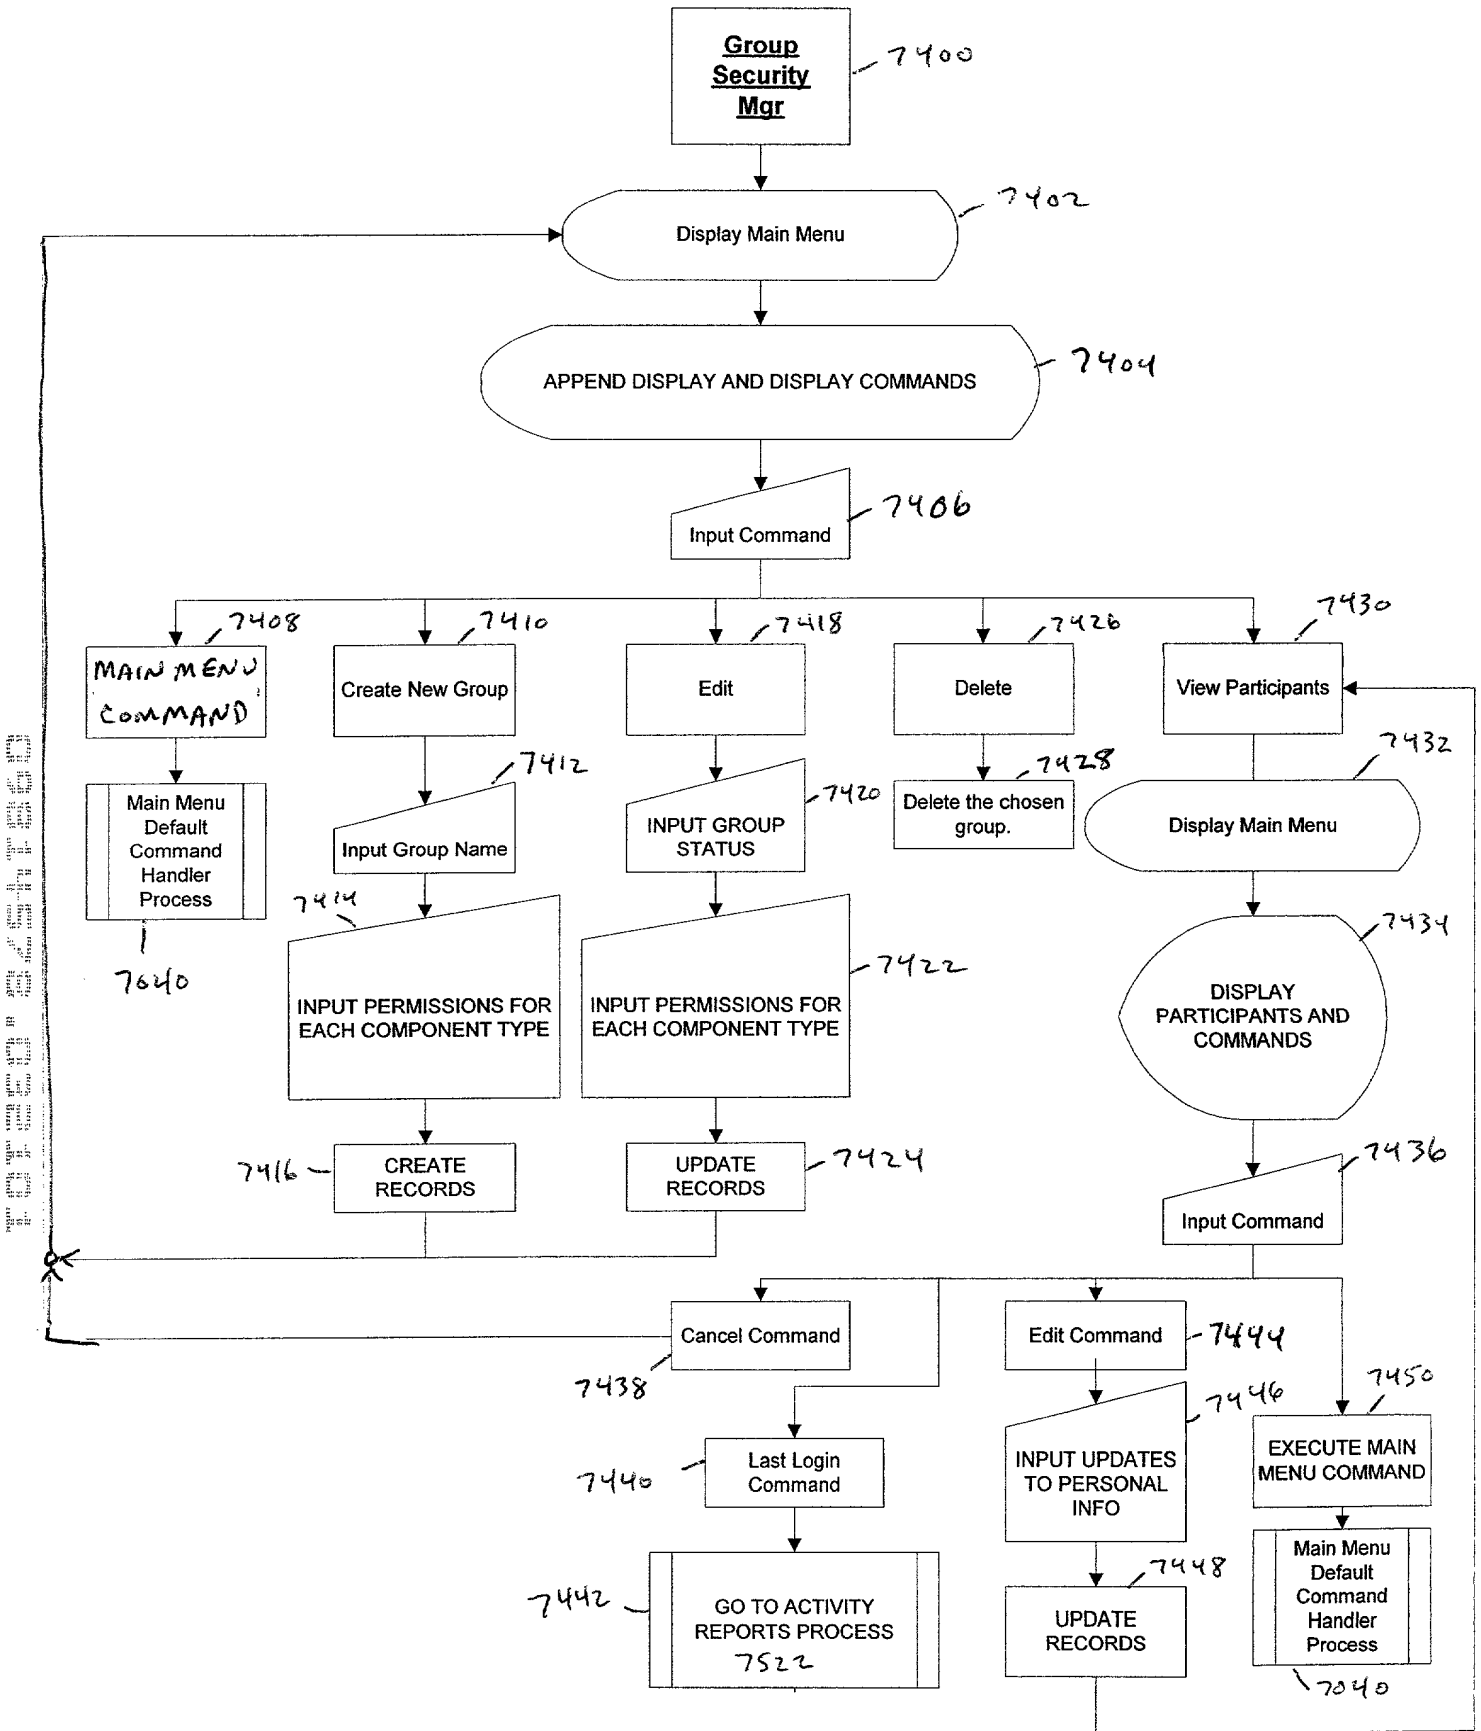 Group
Security
Mgr
7400
Display Main Menu
7402
APPEND DISPLAY AND DISPLAY COMMANDS
7404
Input Command
7406
7408
MAIN MENU
COMMAND
Main Menu
Default
Command
Handler
Process
7040
7410
Create New Group
7412
Input Group Name
7414
INPUT PERMISSIONS FOR
EACH COMPONENT TYPE
7416
CREATE
RECORDS
7418
Edit
7420
INPUT GROUP
STATUS
7422
INPUT PERMISSIONS FOR
EACH COMPONENT TYPE
UPDATE
RECORDS
7424
7426
Delete
7428
Delete the chosen
group.
7430
View Participants
7432
Display Main Menu
7434
DISPLAY
PARTICIPANTS AND
COMMANDS
7436
Input Command
Cancel Command
7438
7440
Last Login
Command
7442
GO TO ACTIVITY
REPORTS PROCESS
7522
Edit Command
7444
7446
INPUT UPDATES
TO PERSONAL
INFO
7448
UPDATE
RECORDS
7450
EXECUTE MAIN
MENU COMMAND
Main Menu
Default
Command
Handler
Process
7040